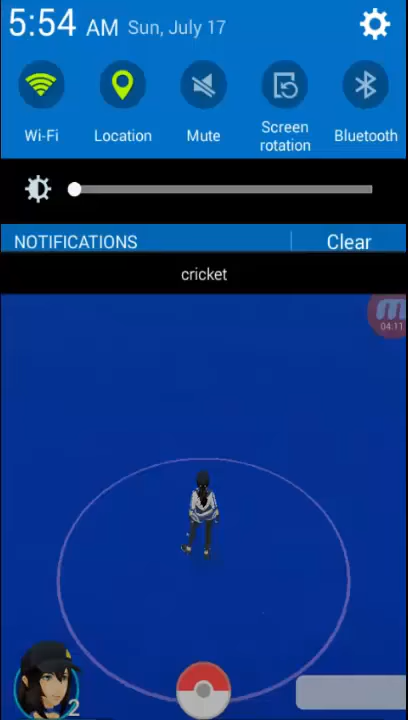 5:54 AM Sun, July 17
Wi-Fi Location Mute Screen rotation Bluetooth
NOTIFICATIONS Clear
cricket
04:11
2